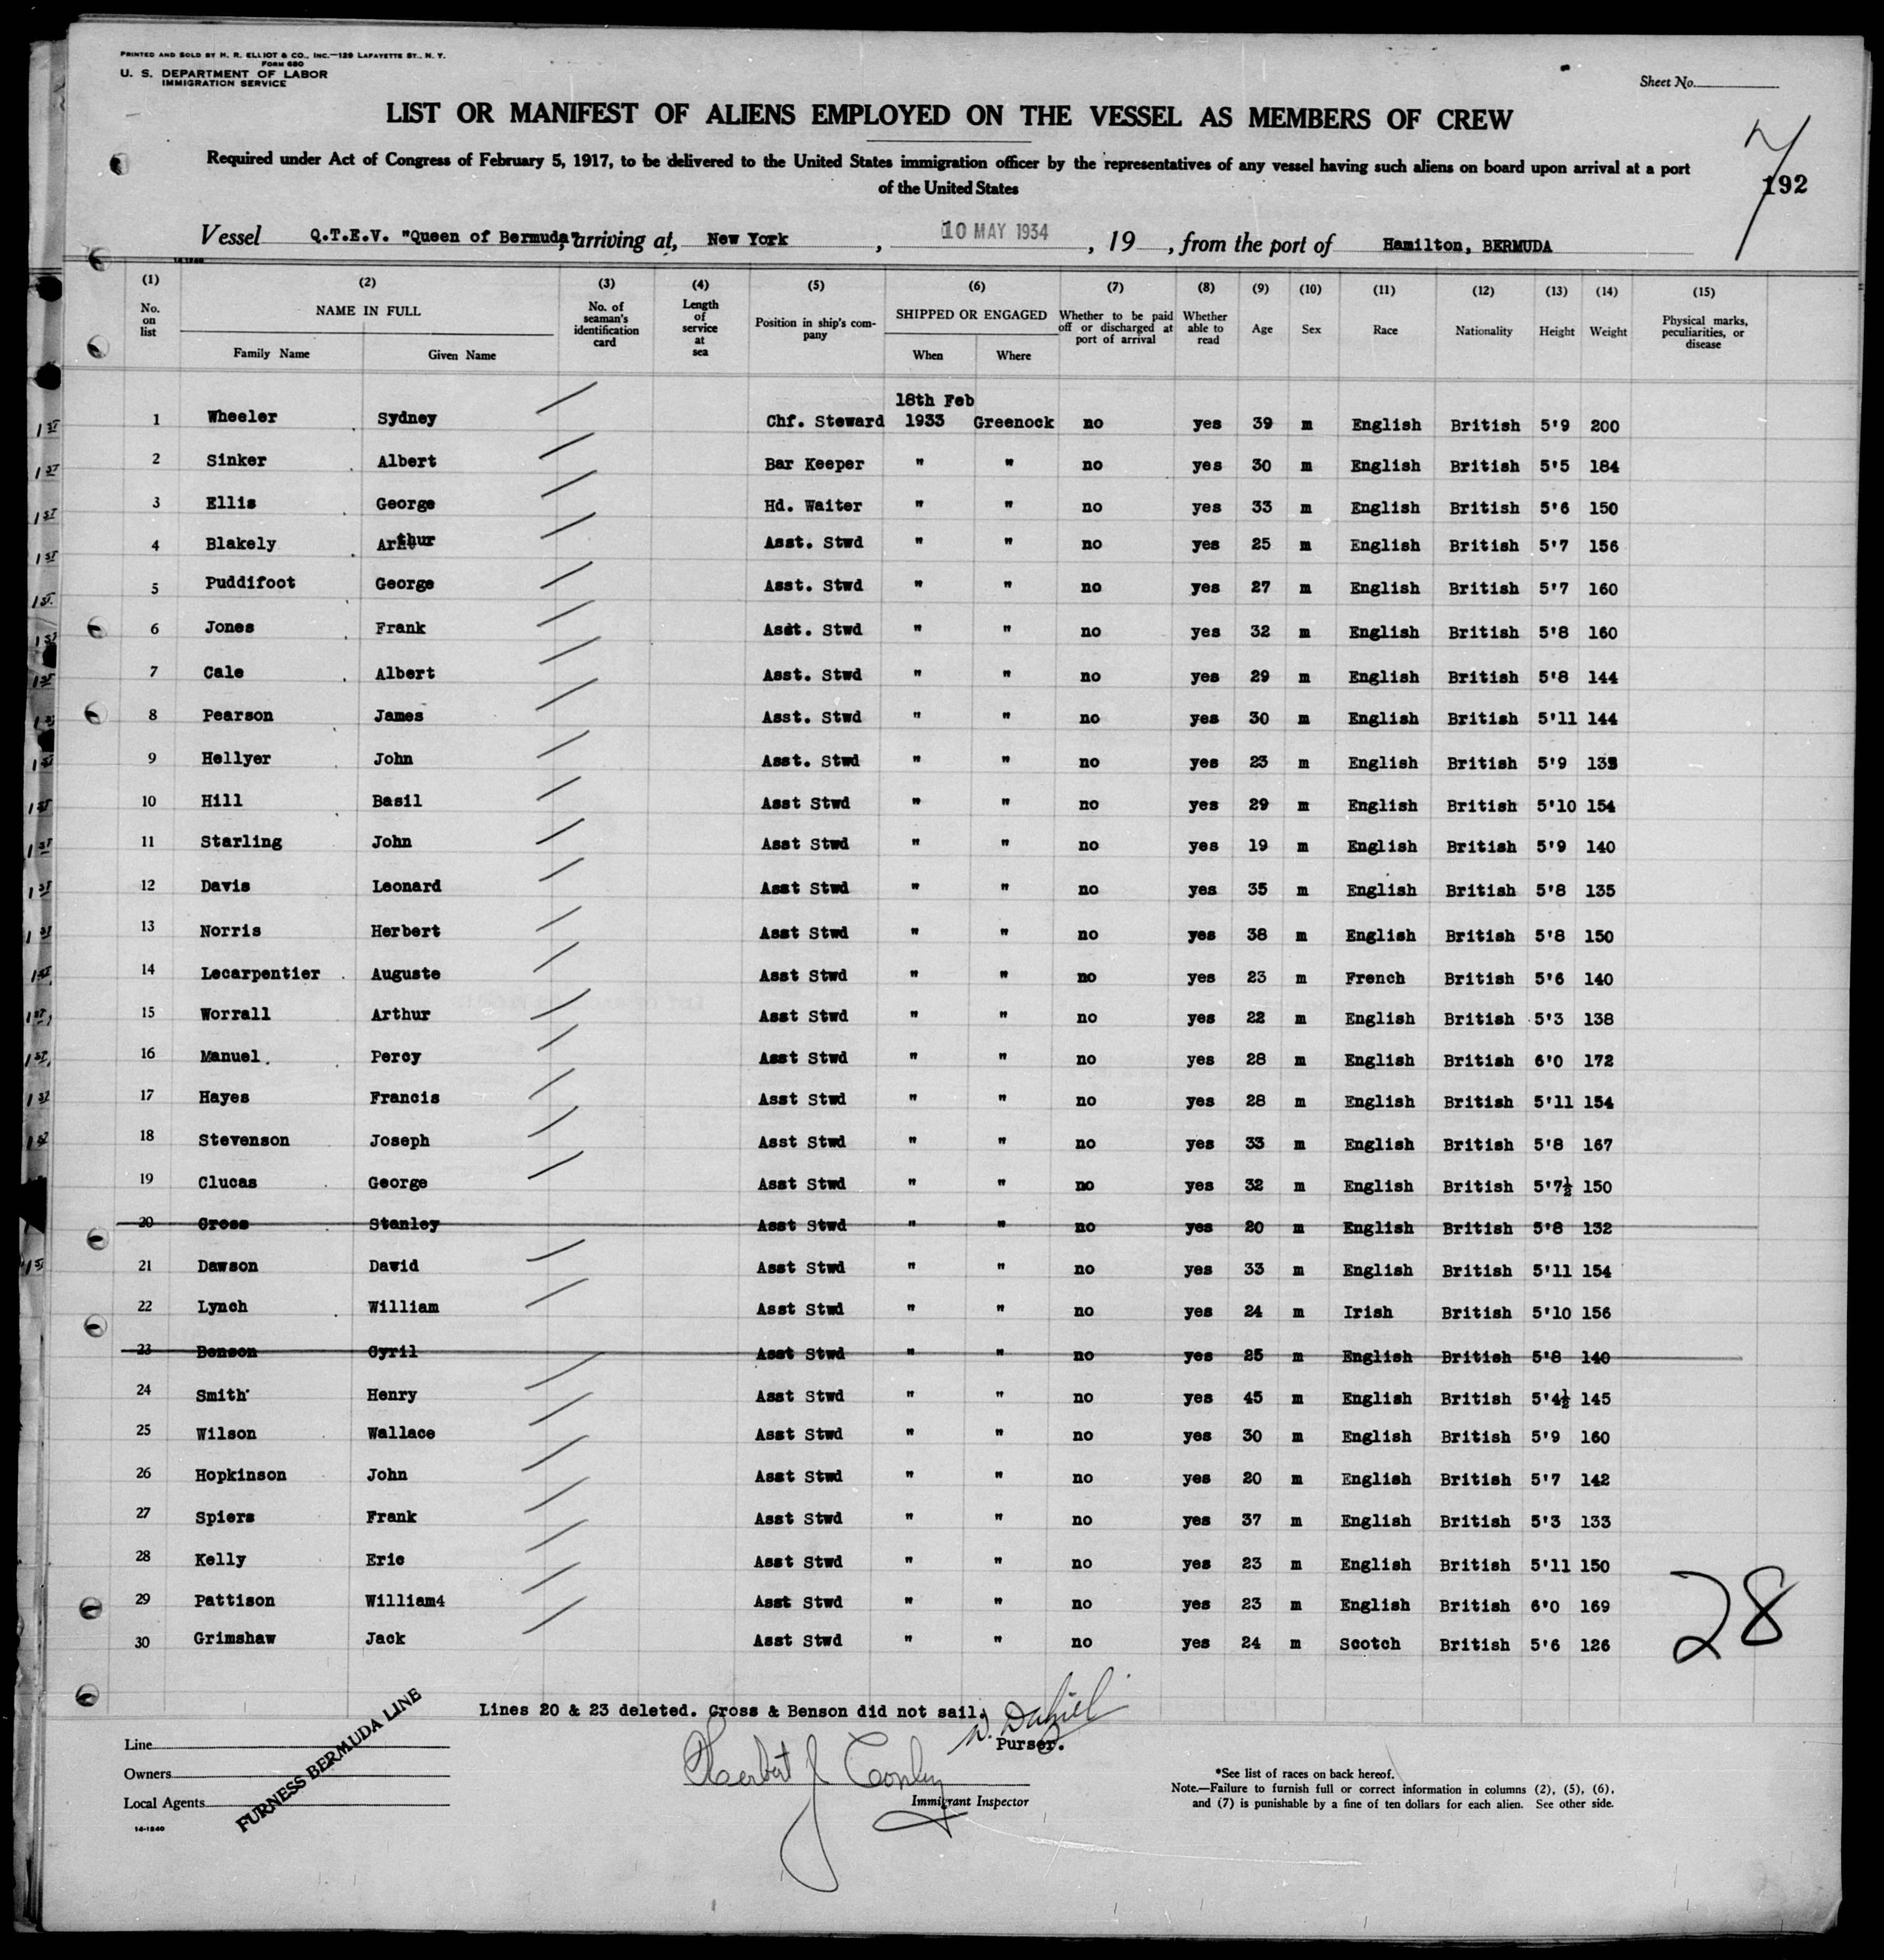 PRINTED AND SOLD BY H. R. ELLIOT & CO., INC.—129 LAFAYETTE ST., N. Y.
FORM 680
U. S. DEPARTMENT OF LABOR
IMMIGRATION SERVICE
Sheet No.
LIST OR MANIFEST OF ALIENS EMPLOYED ON THE VESSEL AS MEMBERS OF CREW
Required under Act of Congress of February 5, 1917, to be delivered to the United States immigration officer by the representatives of any vessel having such aliens on board upon arrival at a port
of the United States
7
192
Vessel Q.T.E.V. "Queen of Bermuda", arriving at, New York, 10 MAY 1934, 19 , from the port of Hamilton, BERMUDA
14-1240
(1) (2) (3) (4) (5) (6) (7) (8) (9) (10) (11) (12) (13) (14) (15)
No. on list NAME IN FULL Family Name Given Name No. of seaman's identification card Length of service at sea Position in ship's company SHIPPED OR ENGAGED When Where Whether to be paid off or discharged at port of arrival Whether able to read Age Sex Race Nationality Height Weight Physical marks, peculiarities, or disease
18th Feb
1st 1 Wheeler Sydney Chf. Steward 1933 Greenock no yes 39 m English British 5'9 200
1st 2 Sinker Albert Bar Keeper " " no yes 30 m English British 5'5 184
1st 3 Ellis George Hd. Waiter " " no yes 33 m English British 5'6 150
1st 4 Blakely Arthur Asst. Stwd " " no yes 25 m English British 5'7 156
1st 5 Puddifoot George Asst. Stwd " " no yes 27 m English British 5'7 160
1st 6 Jones Frank Asst. Stwd " " no yes 32 m English British 5'8 160
1st 7 Cale Albert Asst. Stwd " " no yes 29 m English British 5'8 144
1st 8 Pearson James Asst. Stwd " " no yes 30 m English British 5'11 144
1st 9 Hellyer John Asst. Stwd " " no yes 23 m English British 5'9 135
1st 10 Hill Basil Asst Stwd " " no yes 29 m English British 5'10 154
1st 11 Starling John Asst Stwd " " no yes 19 m English British 5'9 140
1st 12 Davis Leonard Asst Stwd " " no yes 35 m English British 5'8 135
1st 13 Norris Herbert Asst Stwd " " no yes 38 m English British 5'8 150
1st 14 Lecarpentier Auguste Asst Stwd " " no yes 23 m French British 5'6 140
1st 15 Worrall Arthur Asst Stwd " " no yes 22 m English British 5'3 138
1st 16 Manuel Percy Asst Stwd " " no yes 28 m English British 6'0 172
1st 17 Hayes Francis Asst Stwd " " no yes 28 m English British 5'11 154
1st 18 Stevenson Joseph Asst Stwd " " no yes 33 m English British 5'8 167
19 Clucas George Asst Stwd " " no yes 32 m English British 5'7½ 150
20 Gross Stanley Asst Stwd " " no yes 20 m English British 5'8 132
1st 21 Dawson David Asst Stwd " " no yes 33 m English British 5'11 154
22 Lynch William Asst Stwd " " no yes 24 m Irish British 5'10 156
23 Benson Cyril Asst Stwd " " no yes 25 m English British 5'8 140
24 Smith Henry Asst Stwd " " no yes 45 m English British 5'4½ 145
25 Wilson Wallace Asst Stwd " " no yes 30 m English British 5'9 160
26 Hopkinson John Asst Stwd " " no yes 20 m English British 5'7 142
27 Spiers Frank Asst Stwd " " no yes 37 m English British 5'3 133
28 Kelly Eric Asst Stwd " " no yes 23 m English British 5'11 150
29 Pattison William4 Asst Stwd " " no yes 23 m English British 6'0 169
30 Grimshaw Jack Asst Stwd " " no yes 24 m Scotch British 5'6 126
28
Lines 20 & 23 deleted. Gross & Benson did not sail.
Purser.
Line
Owners
Local Agents
FURNESS BERMUDA LINE
14-1240
Herbert J Conley
Immigrant Inspector
*See list of races on back hereof.
Note.—Failure to furnish full or correct information in columns (2), (5), (6),
and (7) is punishable by a fine of ten dollars for each alien. See other side.